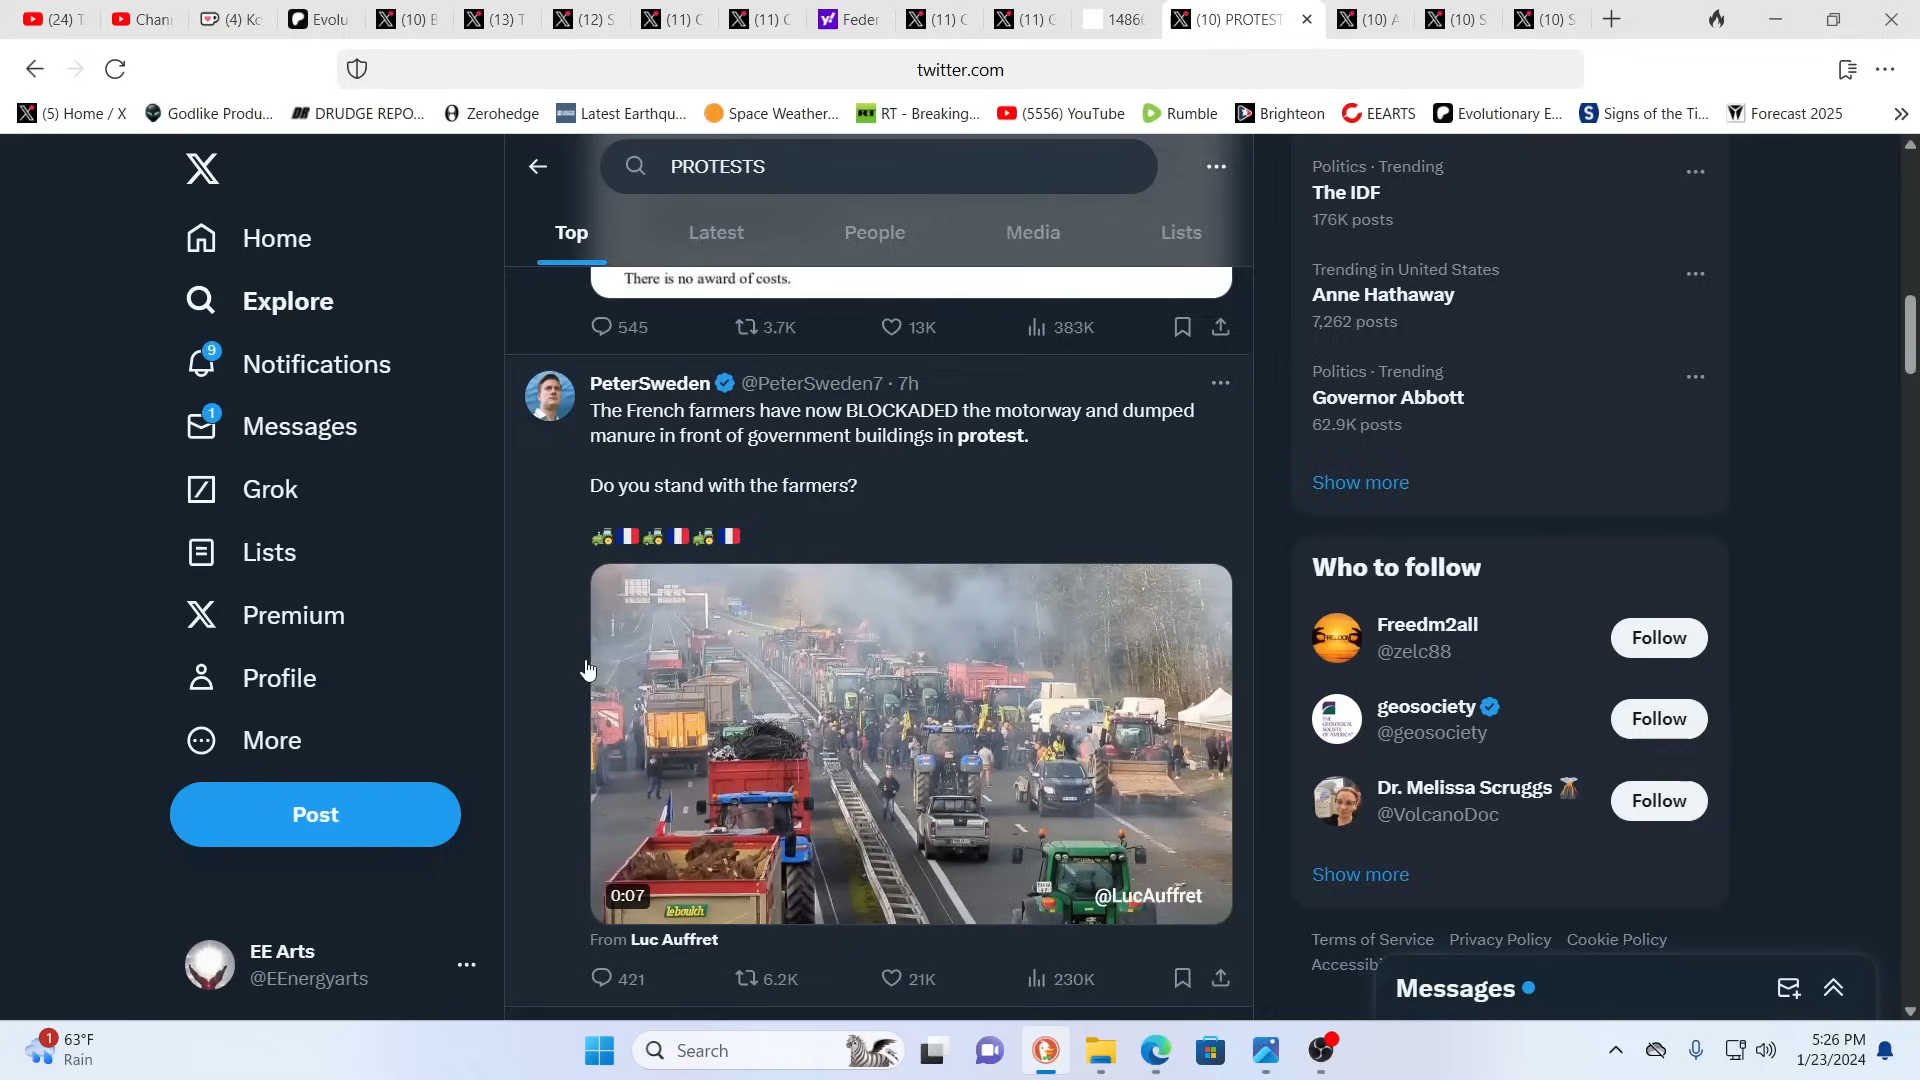 (24) T
Chan
(4) Ko
Evolu
(10) B
(13) T
(12) S
(11) C
(11) C
Feder
(11) C
(11) G
1486
(10) PROTEST
(10) A
(10) S
(10) S
twitter.com
(5) Home / X
Godlike Produ...
DRUDGE REPO...
Zerohedge
Latest Earthqu...
Space Weather...
RT - Breaking...
(5556) YouTube
Rumble
Brighteon
EEARTS
Evolutionary E...
Signs of the Ti...
Forecast 2025
Home
Explore
9
Notifications
1
Messages
Grok
Lists
Premium
Profile
More
Post
EE Arts
@EEnergyarts
PROTESTS
Top
Latest
People
Media
Lists
There is no award of costs.
545
3.7K
13K
383K
PeterSweden @PeterSweden7 · 7h
The French farmers have now BLOCKADED the motorway and dumped
manure in front of government buildings in protest.
Do you stand with the farmers?
🚜🇫🇷🚜🇫🇷🚜🇫🇷
0:07
leboulch
@LucAuffret
From Luc Auffret
421
6.2K
21K
230K
Politics · Trending
The IDF
176K posts
Trending in United States
Anne Hathaway
7,262 posts
Politics · Trending
Governor Abbott
62.9K posts
Show more
Who to follow
Freedm2all
@zelc88
Follow
geosociety
@geosociety
Follow
Dr. Melissa Scruggs 🌋
@VolcanoDoc
Follow
Show more
Terms of Service Privacy Policy Cookie Policy
Accessibi
Messages
1
63°F
Rain
Search
5:26 PM
1/23/2024